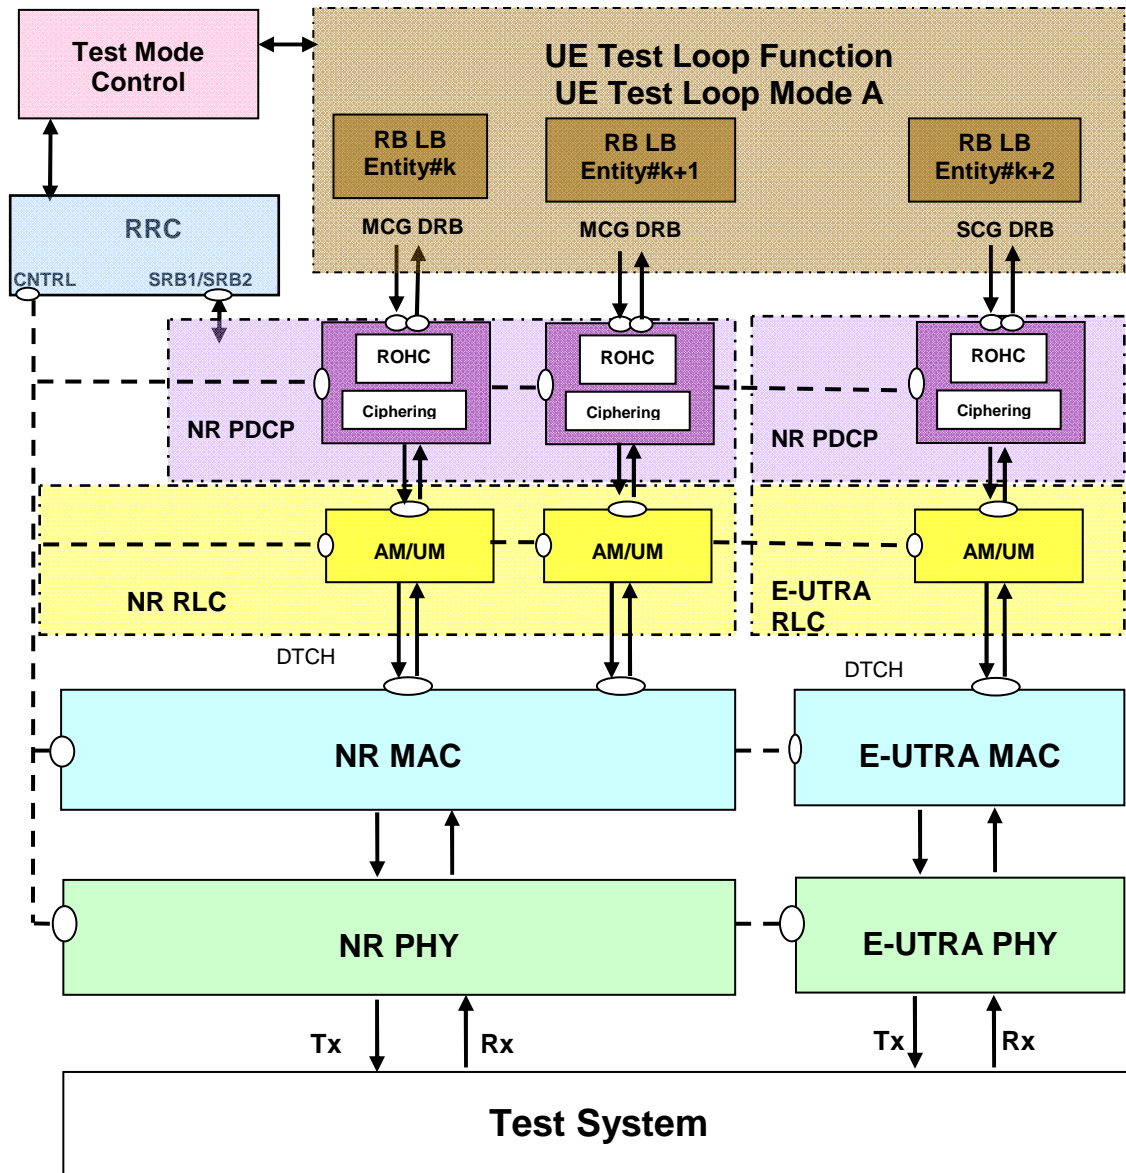 Test Mode
Control
UE Test Loop Function
UE Test Loop Mode A
RB LB
Entity#k
RB LB
Entity#k+1
RB LB
Entity#k+2
MCG DRB
MCG DRB
SCG DRB
RRC
CNTRL
SRB1/SRB2
ROHC
Ciphering
ROHC
Ciphering
ROHC
Ciphering
NR PDCP
NR PDCP
AM/UM
AM/UM
AM/UM
NR RLC
E-UTRA
RLC
DTCH
DTCH
NR MAC
E-UTRA MAC
NR PHY
E-UTRA PHY
Tx
Rx
Tx
Rx
Test System